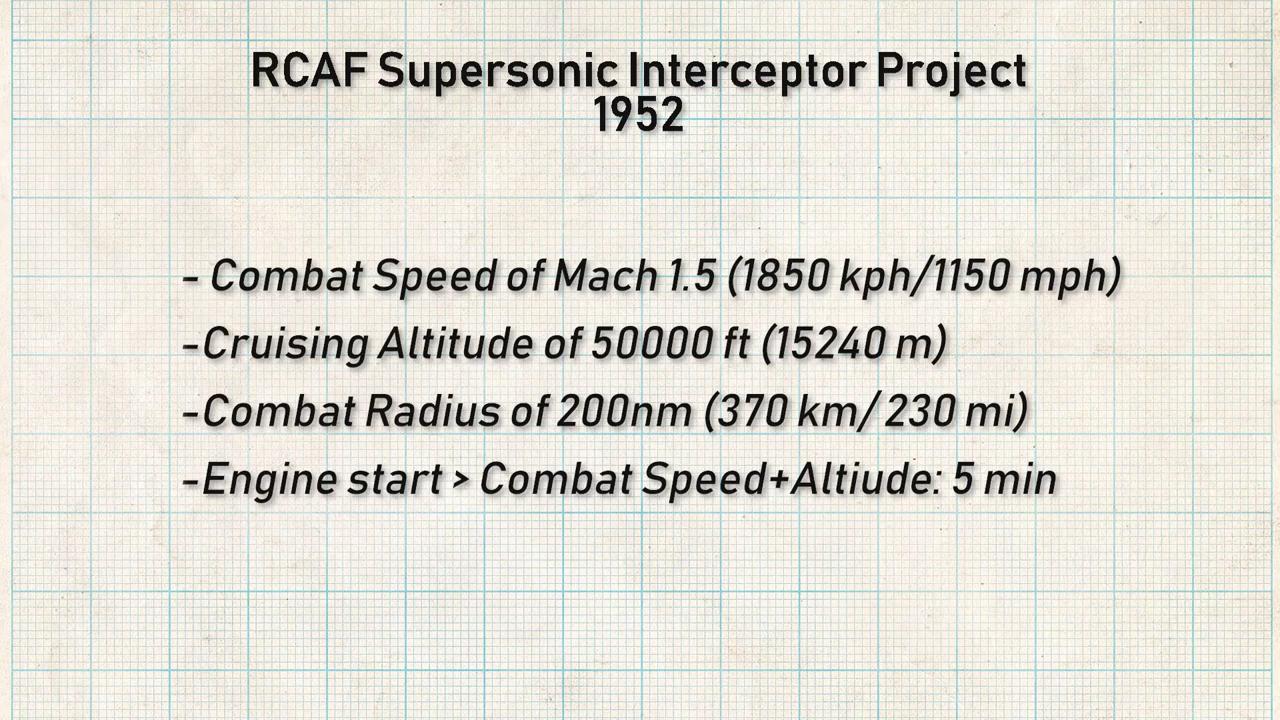 RCAF Supersonic Interceptor Project
1952
- Combat Speed of Mach 1.5 (1850 kph/1150 mph)
-Cruising Altitude of 50000 ft (15240 m)
-Combat Radius of 200nm (370 km/230 mi)
-Engine start > Combat Speed+Altiude: 5 min